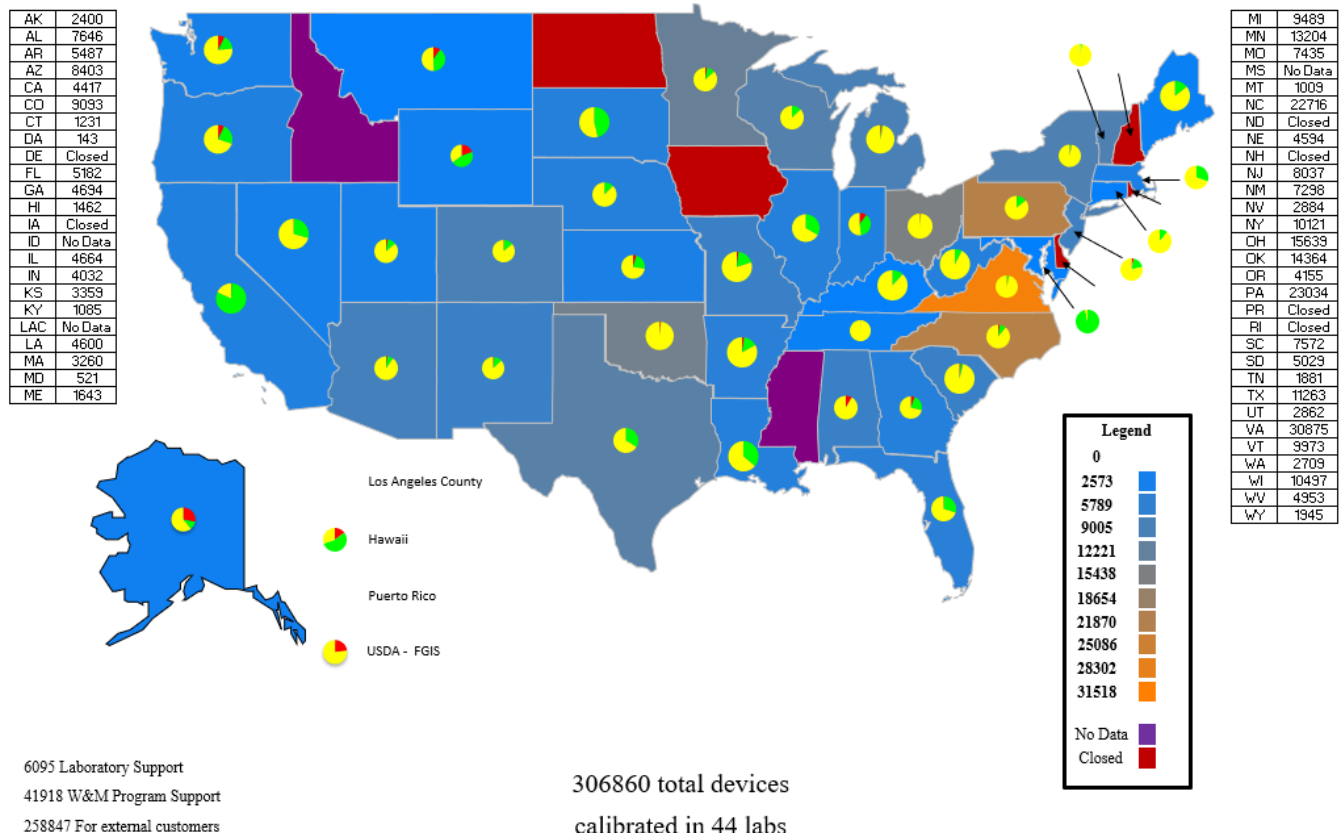 AK 2400
AL 7646
AR 5487
AZ 8403
CA 4417
CO 9093
CT 1231
DA 143
DE Closed
FL 5182
GA 4694
HI 1462
IA Closed
ID No Data
IL 4664
IN 4032
KS 3359
KY 1085
LAC No Data
LA 4600
MA 3260
MD 521
ME 1643
MI 9489
MN 13204
MO 7435
MS No Data
MT 1009
NC 22716
ND Closed
NE 4594
NH Closed
NJ 8037
NM 7298
NV 2884
NY 10121
OH 15639
OK 14364
OR 4155
PA 23034
PR Closed
RI Closed
SC 7572
SD 5029
TN 1881
TX 11263
UT 2862
VA 30875
VT 9973
WA 2709
WI 10497
WV 4953
WY 1945
Los Angeles County
Hawaii
Puerto Rico
USDA - FGIS
Legend
0
2573
5789
9005
12221
15438
18654
21870
25086
28302
31518
No Data
Closed
6095 Laboratory Support
41918 W&M Program Support
258847 For external customers
306860 total devices
calibrated in 44 labs